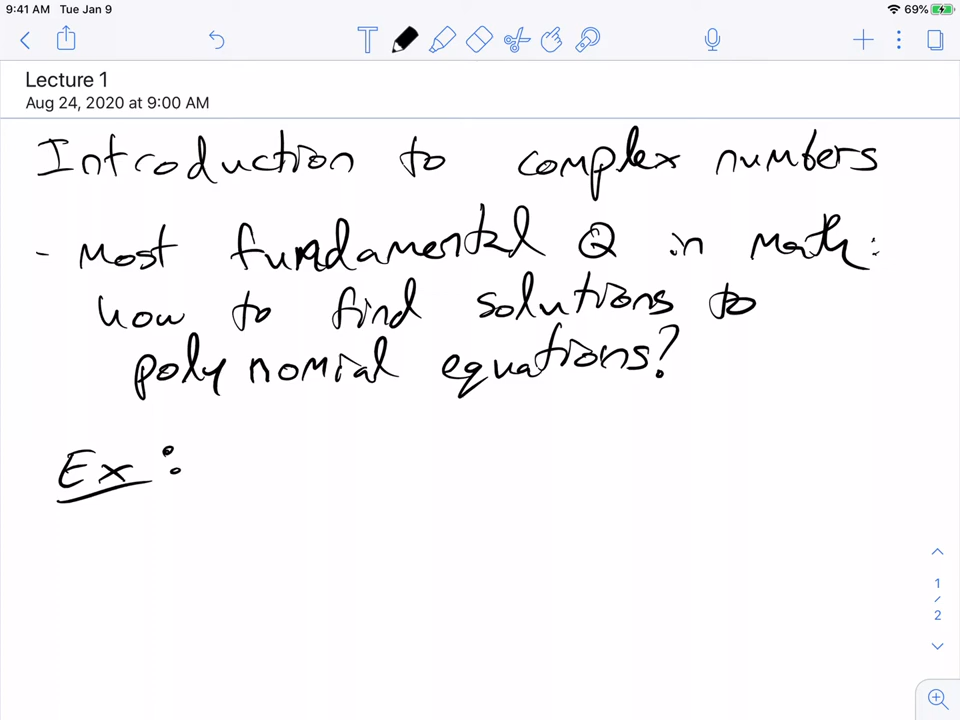 9:41 AM Tue Jan 9
69%
Lecture 1
Aug 24, 2020 at 9:00 AM
Introduction to complex numbers
- Most fundamental Q in math:
how to find solutions to
polynomial equations?
Ex:
1
/
2